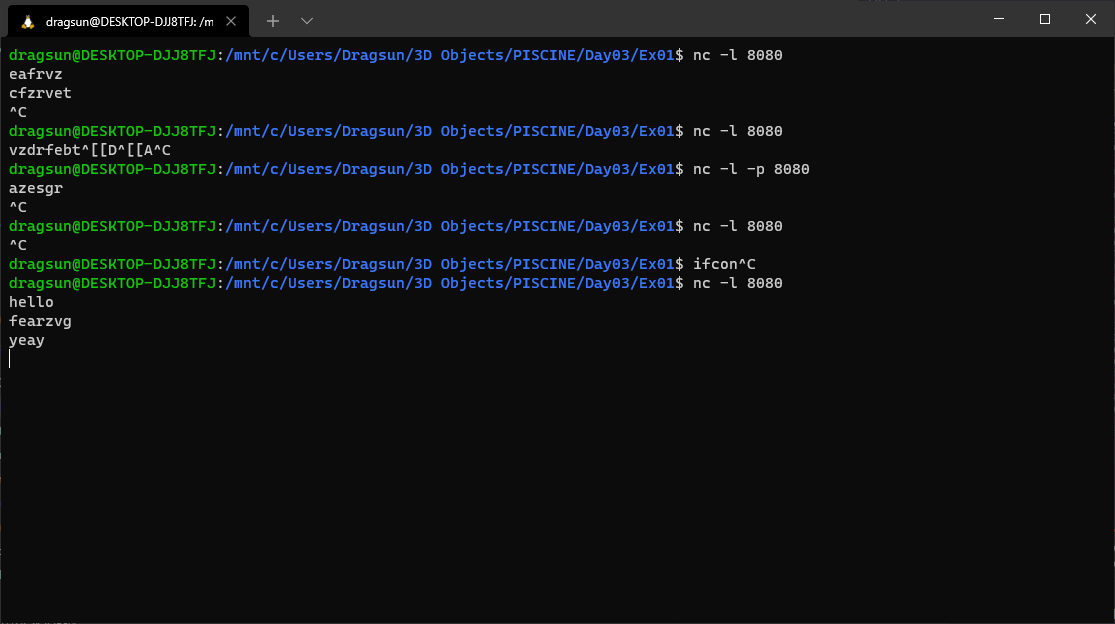 dragsun@DESKTOP-DJJ8TFJ: /m
dragsun@DESKTOP-DJJ8TFJ:/mnt/c/Users/Dragsun/3D Objects/PISCINE/Day03/Ex01$ nc -l 8080
eafrvz
cfzrvet
^C
dragsun@DESKTOP-DJJ8TFJ:/mnt/c/Users/Dragsun/3D Objects/PISCINE/Day03/Ex01$ nc -l 8080
vzdrfebt^[[D^[[A^C
dragsun@DESKTOP-DJJ8TFJ:/mnt/c/Users/Dragsun/3D Objects/PISCINE/Day03/Ex01$ nc -l -p 8080
azesgr
^C
dragsun@DESKTOP-DJJ8TFJ:/mnt/c/Users/Dragsun/3D Objects/PISCINE/Day03/Ex01$ nc -l 8080
^C
dragsun@DESKTOP-DJJ8TFJ:/mnt/c/Users/Dragsun/3D Objects/PISCINE/Day03/Ex01$ ifcon^C
dragsun@DESKTOP-DJJ8TFJ:/mnt/c/Users/Dragsun/3D Objects/PISCINE/Day03/Ex01$ nc -l 8080
hello
fearzvg
yeay